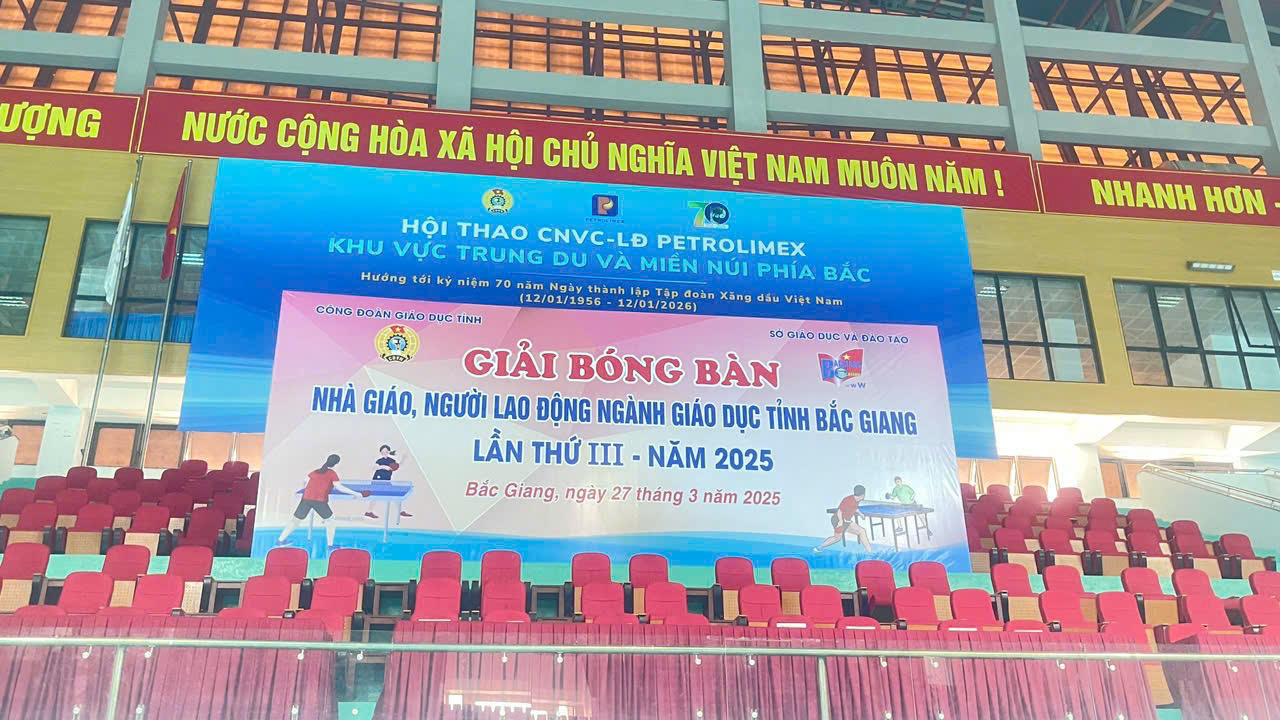 ƯỢNG
NƯỚC CỘNG HÒA XÃ HỘI CHỦ NGHĨA VIỆT NAM MUÔN NĂM !
NHANH HƠN -
PETROLIMEX
70
HỘI THAO CNVC-LĐ PETROLIMEX
KHU VỰC TRUNG DU VÀ MIỀN NÚI PHÍA BẮC
Hướng tới kỷ niệm 70 năm Ngày thành lập Tập đoàn Xăng dầu Việt Nam
(12/01/1956 - 12/01/2026)
CÔNG ĐOÀN GIÁO DỤC TỈNH
SỞ GIÁO DỤC VÀ ĐÀO TẠO
GIẢI BÓNG BÀN
NHÀ GIÁO, NGƯỜI LAO ĐỘNG NGÀNH GIÁO DỤC TỈNH BẮC GIANG
LẦN THỨ III - NĂM 2025
Bắc Giang, ngày 27 tháng 3 năm 2025